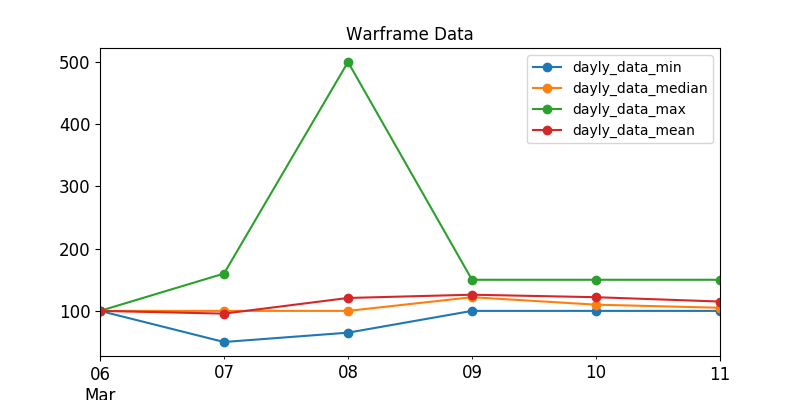 Warframe Data
500
400
300
200
100
dayly_data_min
dayly_data_median
dayly_data_max
dayly_data_mean
06 07 08 09 10 11
Mar